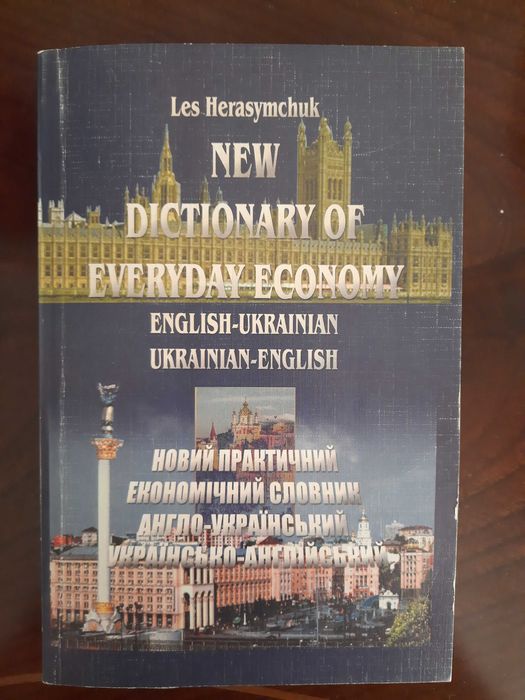 Les Herasymchuk
NEW
DICTIONARY OF
EVERYDAY ECONOMY
ENGLISH-UKRAINIAN
UKRAINIAN-ENGLISH
НОВИЙ ПРАКТИЧНИЙ
ЕКОНОМІЧНИЙ СЛОВНИК
АНГЛО-УКРАЇНСЬКИЙ
УКРАЇНСЬКО-АНГЛІЙСЬКИЙ